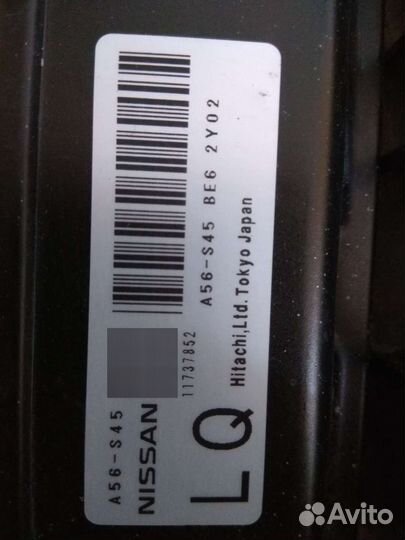 A56-S45
NISSAN
11737852
A56-S45 BE6 2Y02
LQ
Hitachi,Ltd. Tokyo Japan
Avito